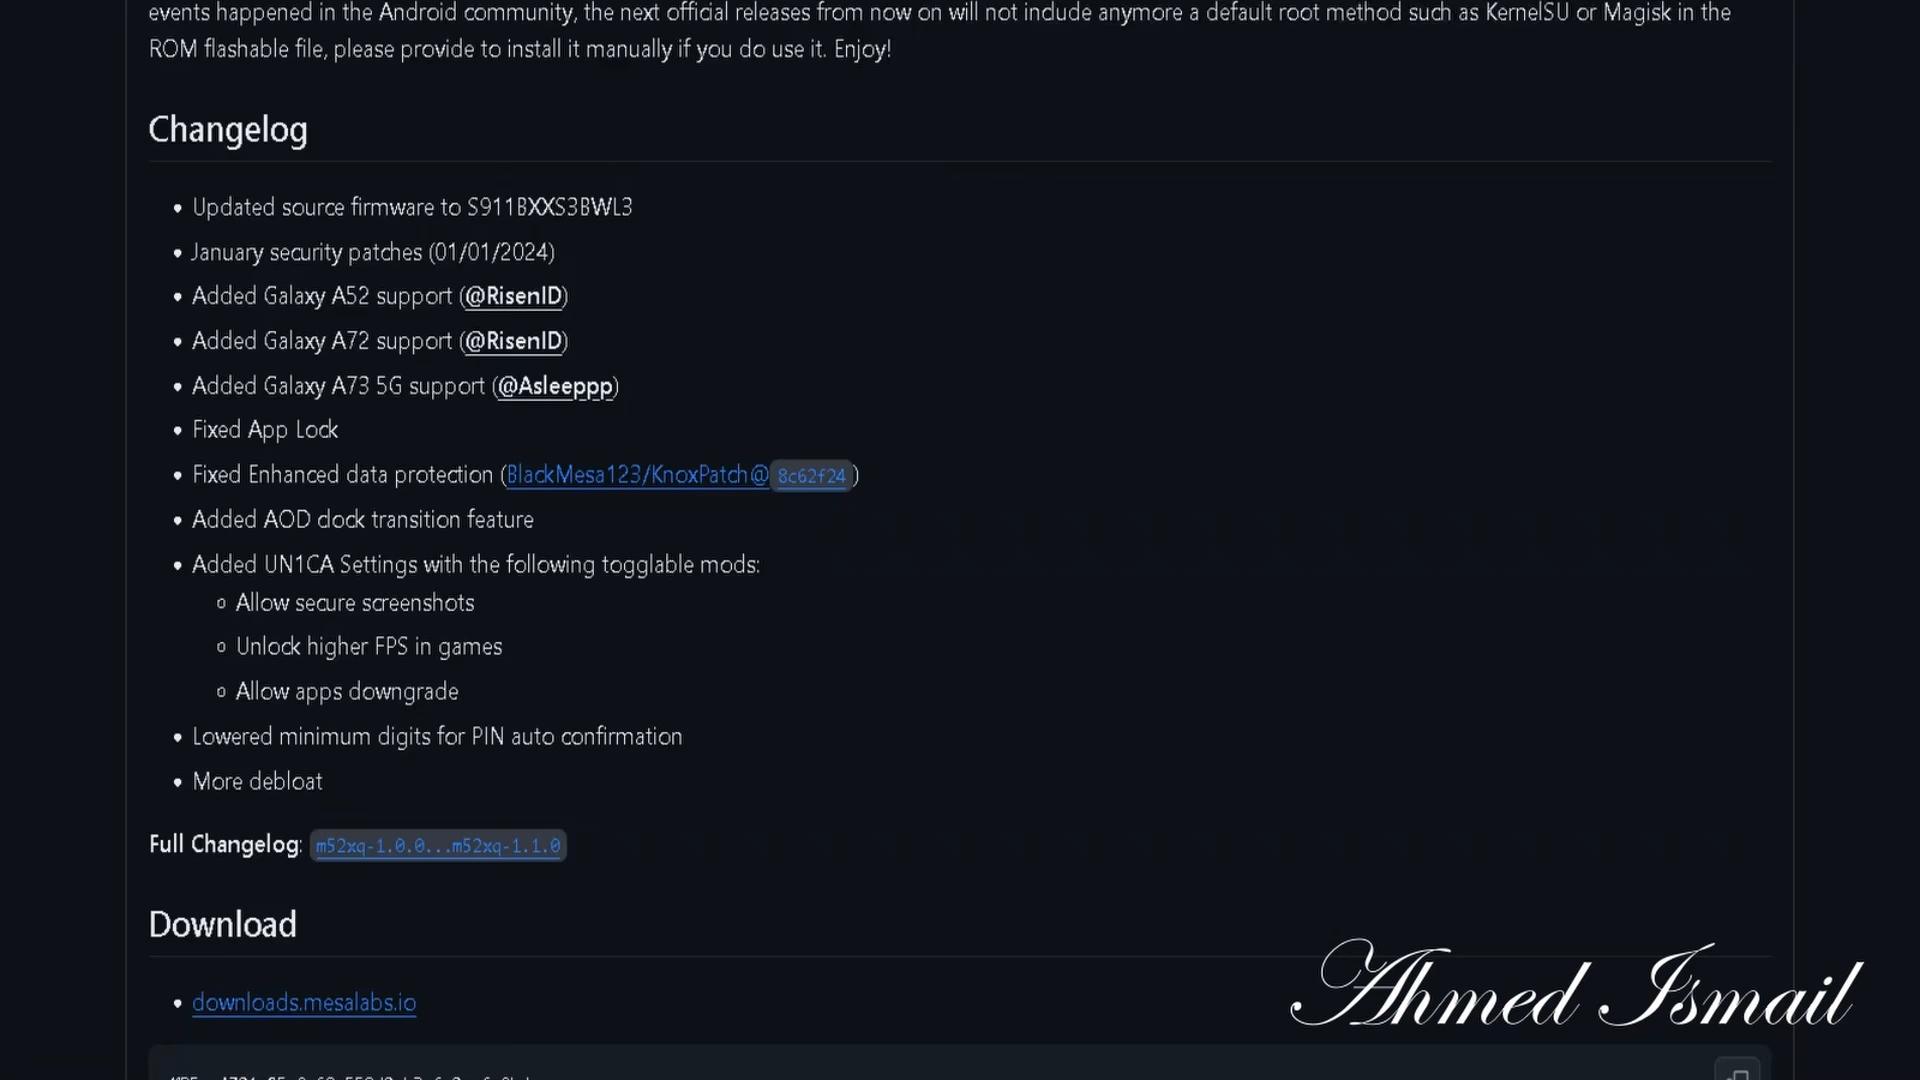 events happened in the Android community, the next official releases from now on will not include anymore a default root method such as KernelSU or Magisk in the
ROM flashable file, please provide to install it manually if you do use it. Enjoy!
Changelog
• Updated source firmware to S911BXXS3BWL3
• January security patches (01/01/2024)
• Added Galaxy A52 support (@RisenID)
• Added Galaxy A72 support (@RisenID)
• Added Galaxy A73 5G support (@Asleeppp)
• Fixed App Lock
• Fixed Enhanced data protection (BlackMesa123/KnoxPatch@8c62f24)
• Added AOD clock transition feature
• Added UN1CA Settings with the following togglable mods:
o Allow secure screenshots
o Unlock higher FPS in games
o Allow apps downgrade
• Lowered minimum digits for PIN auto confirmation
• More debloat
Full Changelog: m52xq-1.0.0...m52xq-1.1.0
Download
• downloads.mesalabs.io
Ahmed Ismail